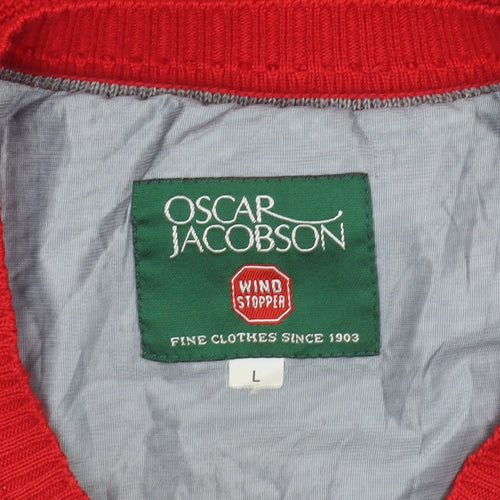 OSCAR
JACOBSON
WIND
STOPPER
FINE CLOTHES SINCE 1903
L